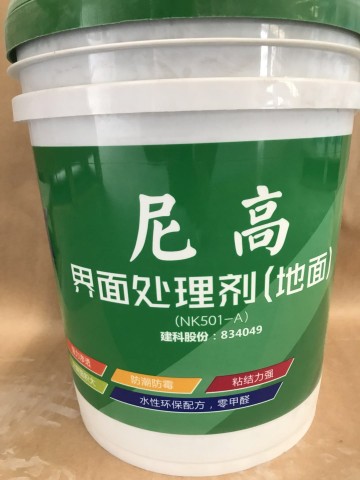 尼高
界面处理剂(地面)
(NK501-A)
建科股份:834049
防潮防霉
粘结力强
水性环保配方,零甲醛